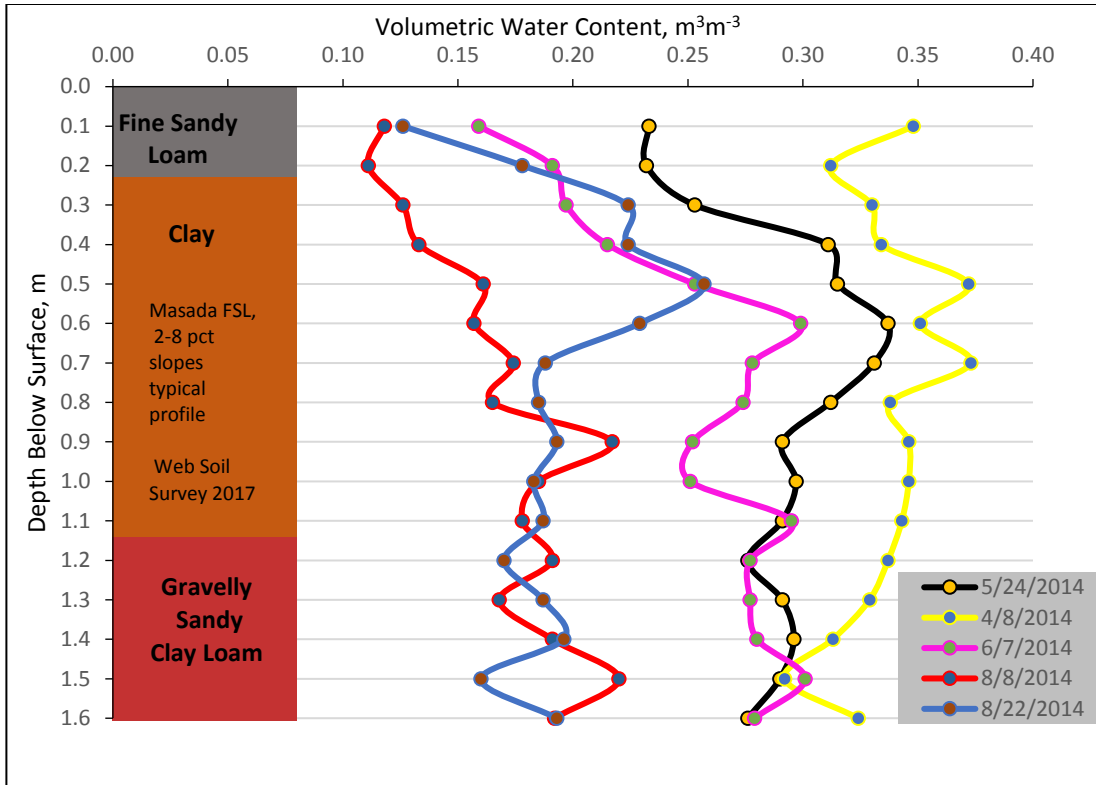 Volumetric Water Content, m³m⁻³
0.00 0.05 0.10 0.15 0.20 0.25 0.30 0.35 0.40
Depth Below Surface, m
0.0
0.1
0.2
0.3
0.4
0.5
0.6
0.7
0.8
0.9
1.0
1.1
1.2
1.3
1.4
1.5
1.6
Fine Sandy
Loam
Clay
Masada FSL,
2-8 pct
slopes
typical
profile
Web Soil
Survey 2017
Gravelly
Sandy
Clay Loam
5/24/2014
4/8/2014
6/7/2014
8/8/2014
8/22/2014